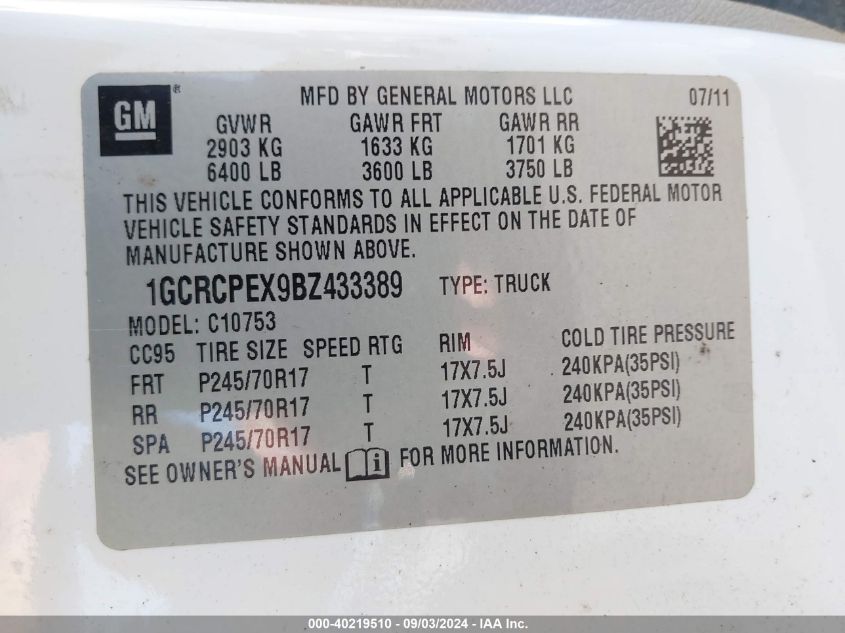 GM ®
MFD BY GENERAL MOTORS LLC 07/11
GVWR GAWR FRT GAWR RR
2903 KG 1633 KG 1701 KG
6400 LB 3600 LB 3750 LB
THIS VEHICLE CONFORMS TO ALL APPLICABLE U.S. FEDERAL MOTOR
VEHICLE SAFETY STANDARDS IN EFFECT ON THE DATE OF
MANUFACTURE SHOWN ABOVE.
1GCRCPEX9BZ433389 TYPE: TRUCK
MODEL: C10753
CC95 TIRE SIZE SPEED RTG RIM COLD TIRE PRESSURE
FRT P245/70R17 T 17X7.5J 240KPA(35PSI)
RR P245/70R17 T 17X7.5J 240KPA(35PSI)
SPA P245/70R17 T 17X7.5J 240KPA(35PSI)
SEE OWNER'S MANUAL i FOR MORE INFORMATION.
000-40219510 - 09/03/2024 - IAA Inc.